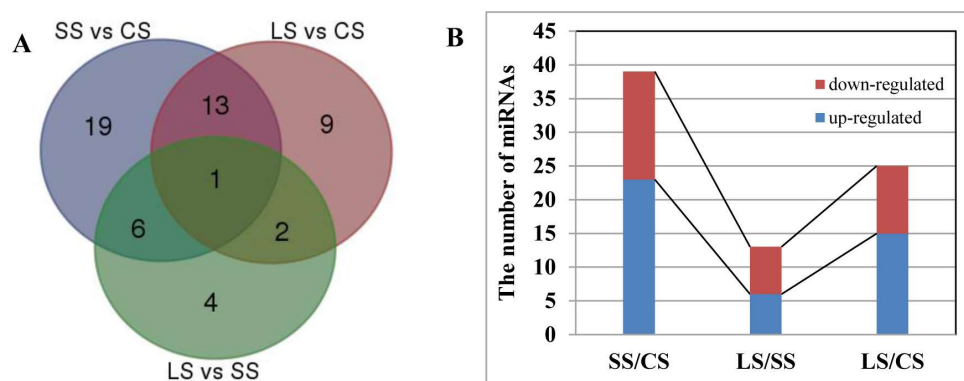 A
SS vs CS
LS vs CS
19
13
9
1
6
2
4
LS vs SS
B
The number of miRNAs
45
40
35
30
25
20
15
10
5
0
down-regulated
up-regulated
SS/CS
LS/SS
LS/CS